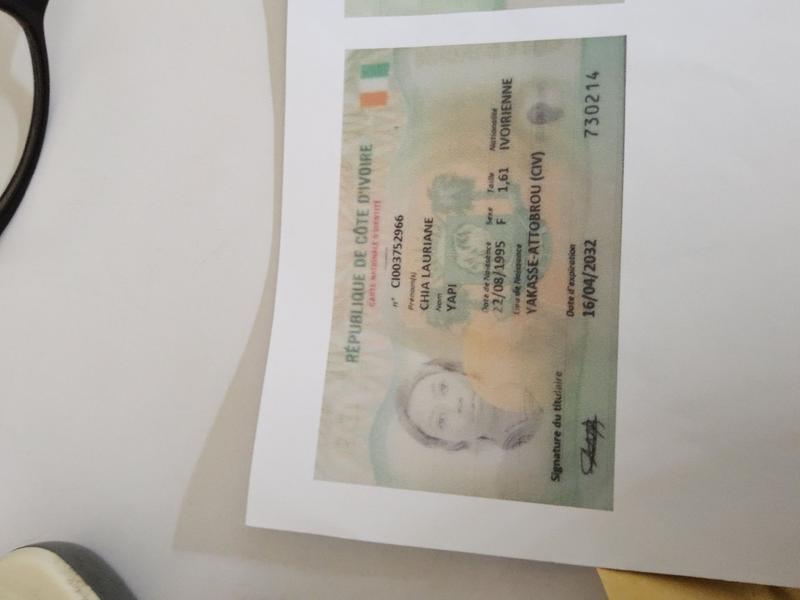 RÉPUBLIQUE DE CÔTE D'IVOIRE
CARTE NATIONALE D'IDENTITÉ
n° CI003752966
Prénom(s)
CHIA LAURIANE
Nom
YAPI
Date de Naissance Sexe Taille Nationalité
22/08/1995 F 1,61 IVOIRIENNE
Lieu de Naissance
YAKASSE-ATTOBROU (CIV)
Date d'expiration
16/04/2032
730214
Signature du titulaire